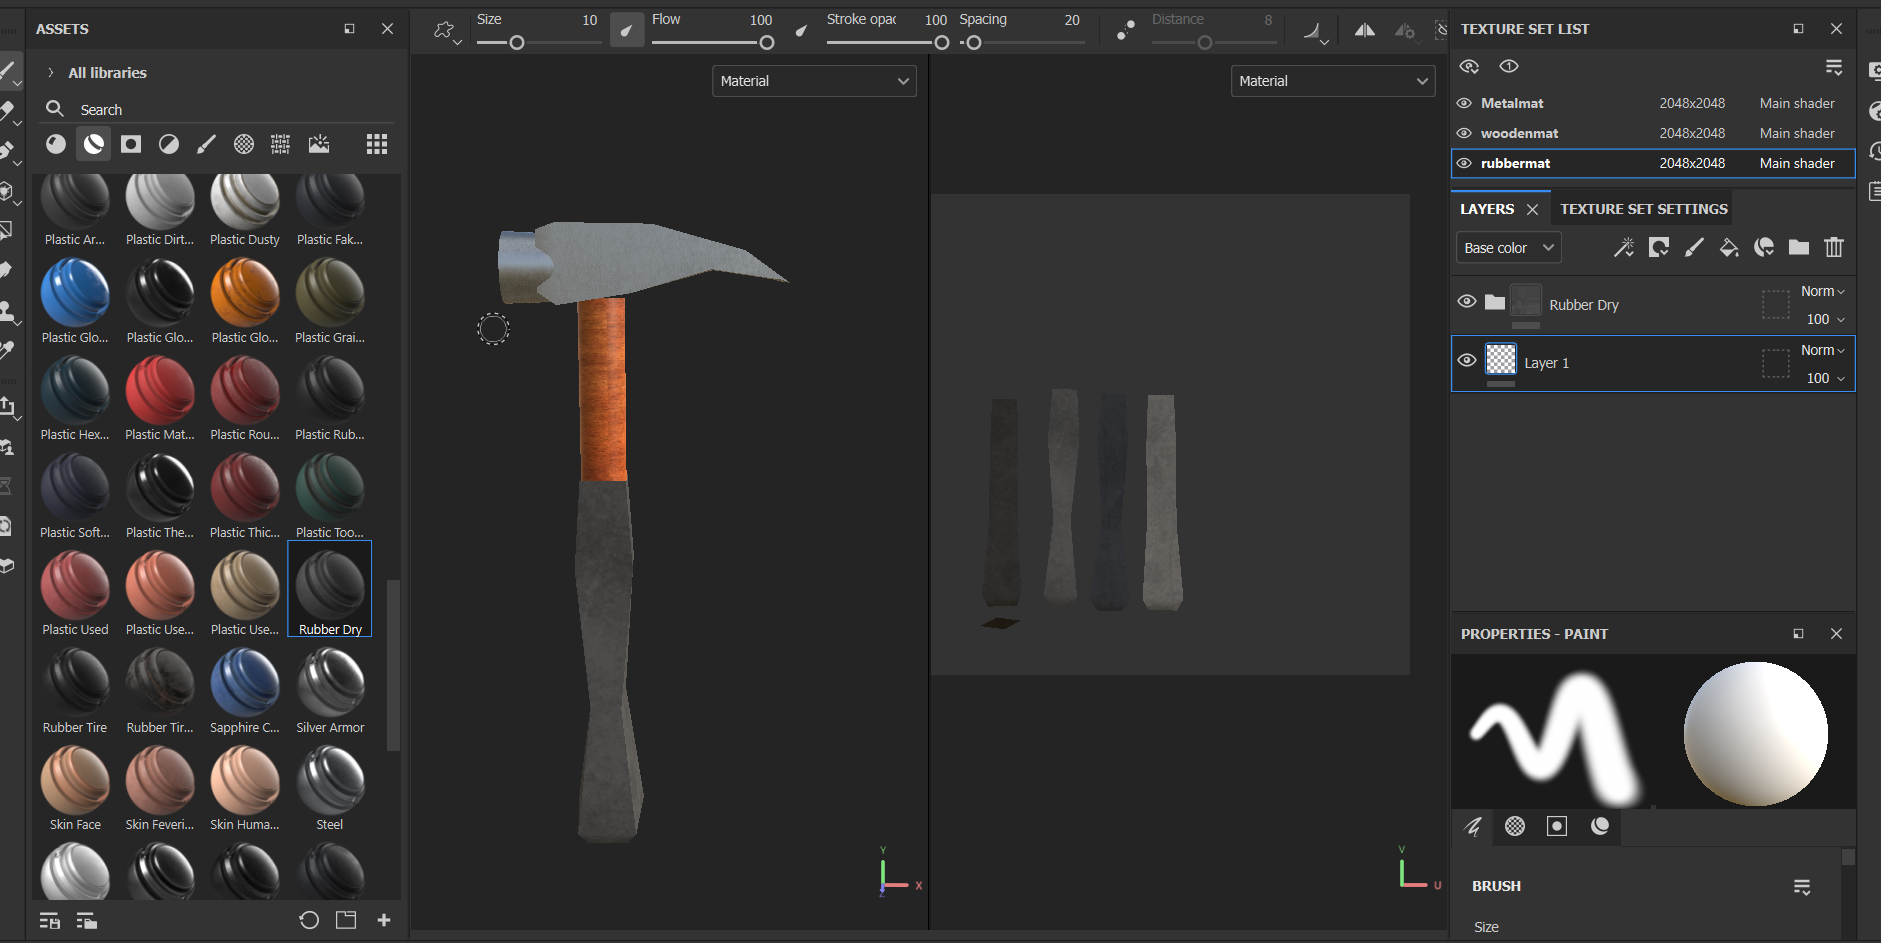 ASSETS
All libraries
Search
Plastic Ar...
Plastic Dirt...
Plastic Dusty
Plastic Fak...
Plastic Glo...
Plastic Glo...
Plastic Glo...
Plastic Grai...
Plastic Hex...
Plastic Mat...
Plastic Rou...
Plastic Rub...
Plastic Soft...
Plastic The...
Plastic Thic...
Plastic Too...
Plastic Used
Plastic Use...
Plastic Use...
Rubber Dry
Rubber Tire
Rubber Tir...
Sapphire C...
Silver Armor
Skin Face
Skin Feveri...
Skin Huma...
Steel
Size 10
Flow 100
Stroke opac 100
Spacing 20
Distance 8
Material
Material
Y
X
Z
V
U
TEXTURE SET LIST
1
Metalmat 2048x2048 Main shader
woodenmat 2048x2048 Main shader
rubbermat 2048x2048 Main shader
LAYERS
TEXTURE SET SETTINGS
Base color
Rubber Dry
Norm
100
Layer 1
Norm
100
PROPERTIES - PAINT
BRUSH
Size